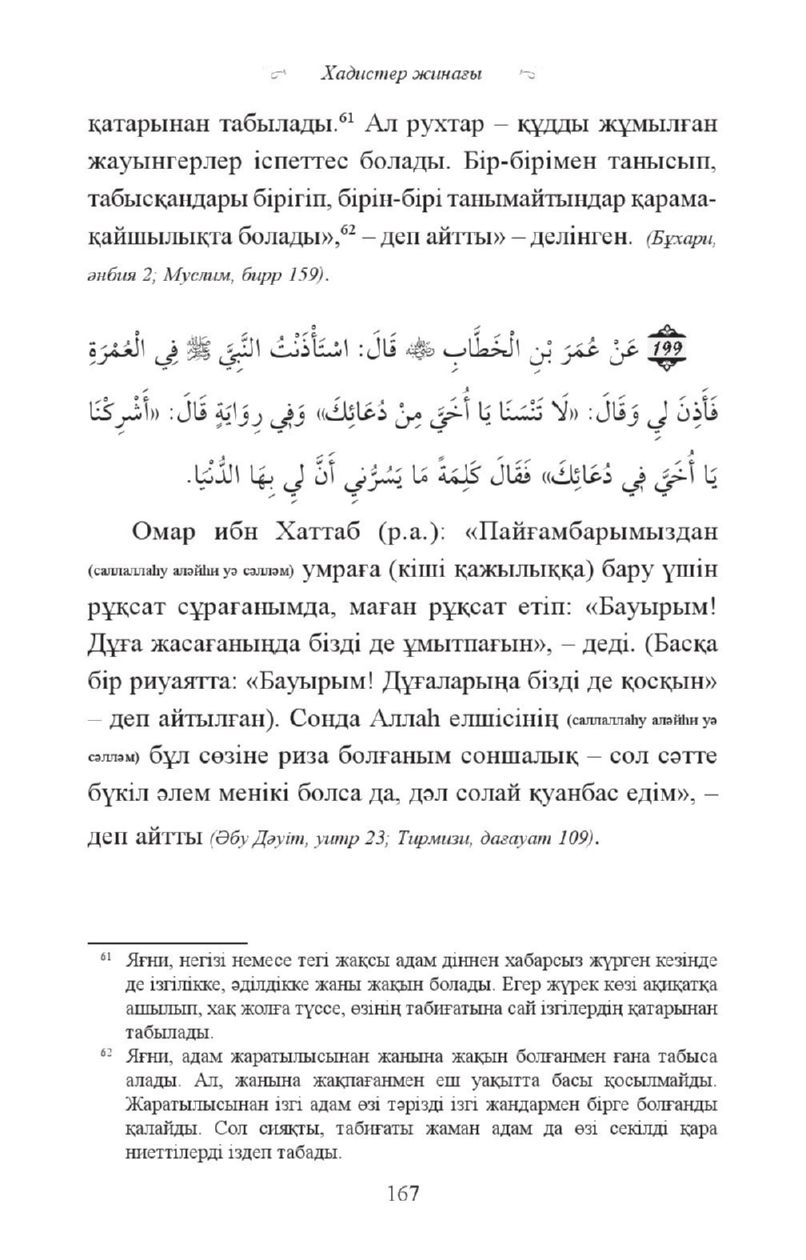 Хадистер жинағы
қатарынан табылады.⁶¹ Ал рухтар – құдды жұмылған
жауынгерлер іспеттес болады. Бір-бірімен танысып,
табысқандары бірігіп, бірін-бірі танымайтындар қарама-
қайшылықта болады»,⁶² – деп айтты» – делінген. (Бұхари,
әнбия 2; Муслим, бирр 159).
199 عَنْ عُمَرَ بْنِ الْخَطَّابِ ﷺ قَالَ: اسْتَأْذَنْتُ النَّبِيَّ ﷺ فِي الْعُمْرَةِ
فَأَذِنَ لِي وَقَالَ: «لَا تَنْسَنَا يَا أُخَيَّ مِنْ دُعَائِكَ» وَفِي رِوَايَةٍ قَالَ: «أَشْرِكْنَا
يَا أُخَيَّ فِي دُعَائِكَ» فَقَالَ كَلِمَةً مَا يَسُرُّنِي أَنَّ لِي بِهَا الدُّنْيَا.
Омар ибн Хаттаб (р.а.): «Пайғамбарымыздан
(саллаллаһу аләйһи уә сәлләм) умраға (кіші қажылыққа) бару үшін
рұқсат сұрағанымда, маған рұқсат етіп: «Бауырым!
Дұға жасағаныңда бізді де ұмытпағын», – деді. (Басқа
бір риуаятта: «Бауырым! Дұғаларыңа бізді де қосқын»
– деп айтылған). Сонда Аллаһ елшісінің (саллаллаһу аләйһи уә
сәлләм) бұл сөзіне риза болғаным соншалық – сол сәтте
бүкіл әлем менікі болса да, дәл солай қуанбас едім», –
деп айтты (Әбу Дәуіт, уитр 23; Тирмизи, дағауат 109).
⁶¹ Яғни, негізі немесе тегі жақсы адам діннен хабарсыз жүрген кезінде
де ізгілікке, әділдікке жаны жақын болады. Егер жүрек көзі ақиқатқа
ашылып, хақ жолға түссе, өзінің табиғатына сай ізгілердің қатарынан
табылады.
⁶² Яғни, адам жаратылысынан жанына жақын болғанмен ғана табыса
алады. Ал, жанына жақпағанмен еш уақытта басы қосылмайды.
Жаратылысынан ізгі адам өзі тәрізді ізгі жандармен бірге болғанды
қалайды. Сол сияқты, табиғаты жаман адам да өзі секілді қара
ниеттілерді іздеп табады.
167